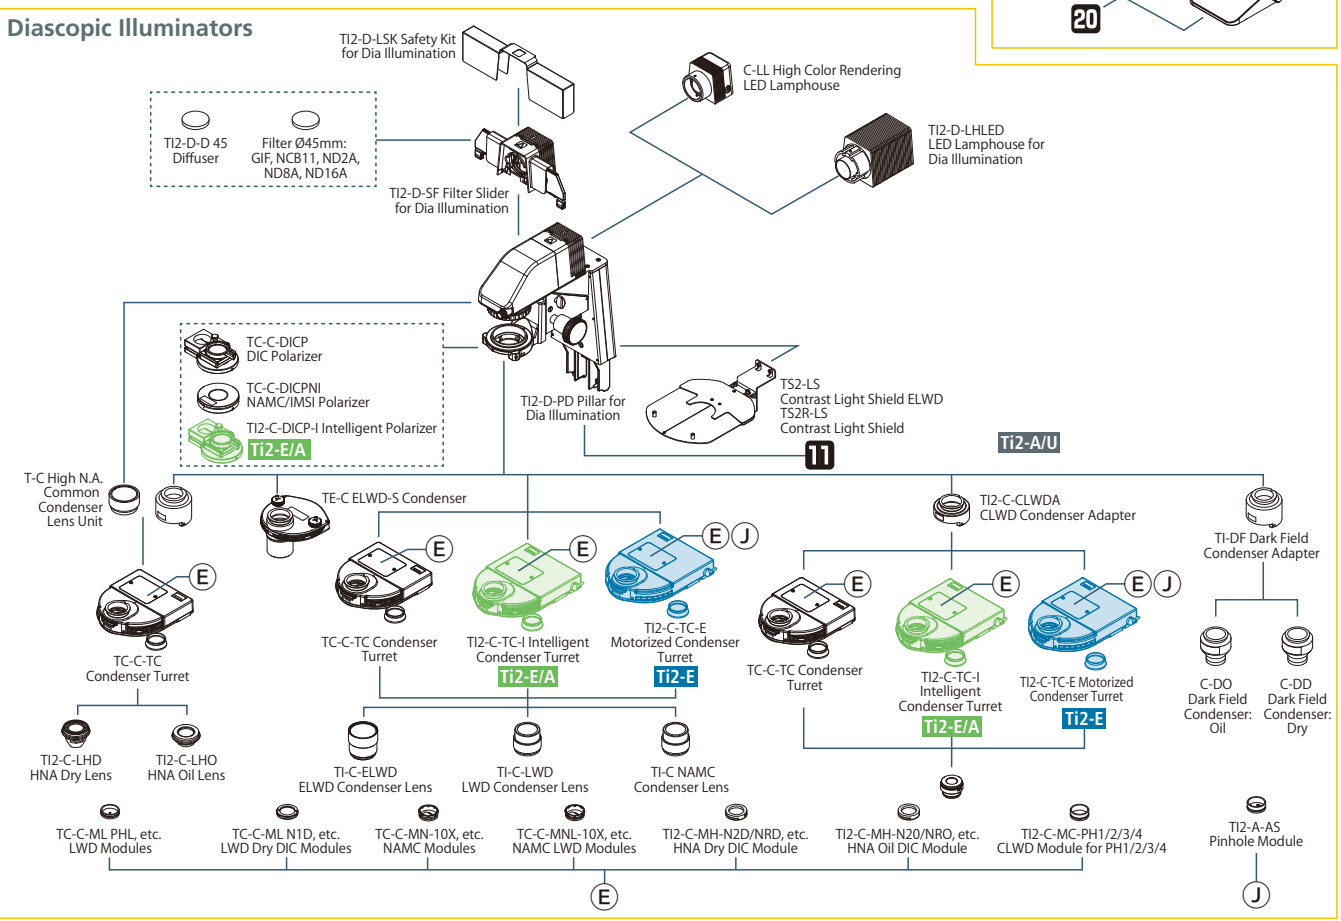 20
Diascopic Illuminators
TI2-D-LSK Safety Kit
for Dia Illumination
C-LL High Color Rendering
LED Lamphouse
TI2-D-D 45
Diffuser
Filter Ø45mm:
GIF, NCB11, ND2A,
ND8A, ND16A
TI2-D-LHLED
LED Lamphouse for
Dia Illumination
TI2-D-SF Filter Slider
for Dia Illumination
TC-C-DICP
DIC Polarizer
TC-C-DICPNI
NAMC/IMSI Polarizer
TI2-C-DICP-I Intelligent Polarizer
Ti2-E/A
TI2-D-PD Pillar for
Dia Illumination
TS2-LS
Contrast Light Shield ELWD
TS2R-LS
Contrast Light Shield
11
Ti2-A/U
T-C High N.A.
Common
Condenser
Lens Unit
TE-C ELWD-S Condenser
TI2-C-CLWDA
CLWD Condenser Adapter
TI-DF Dark Field
Condenser Adapter
E
E
E
E
J
E
E
E
J
TC-C-TC
Condenser Turret
TC-C-TC Condenser
Turret
TI2-C-TC-I Intelligent
Condenser Turret
Ti2-E/A
TI2-C-TC-E
Motorized Condenser
Turret
Ti2-E
TC-C-TC Condenser
Turret
TI2-C-TC-I
Intelligent
Condenser Turret
Ti2-E/A
TI2-C-TC-E Motorized
Condenser Turret
Ti2-E
C-DO
Dark Field
Condenser:
Oil
C-DD
Dark Field
Condenser:
Dry
TI2-C-LHD
HNA Dry Lens
TI2-C-LHO
HNA Oil Lens
TI-C-ELWD
ELWD Condenser Lens
TI-C-LWD
LWD Condenser Lens
TI-C NAMC
Condenser Lens
TC-C-ML PHL, etc.
LWD Modules
TC-C-ML N1D, etc.
LWD Dry DIC Modules
TC-C-MN-10X, etc.
NAMC Modules
TC-C-MNL-10X, etc.
NAMC LWD Modules
TI2-C-MH-N2D/NRD, etc.
HNA Dry DIC Module
TI2-C-MH-N20/NRO, etc.
HNA Oil DIC Module
TI2-C-MC-PH1/2/3/4
CLWD Module for PH1/2/3/4
TI2-A-AS
Pinhole Module
E
J